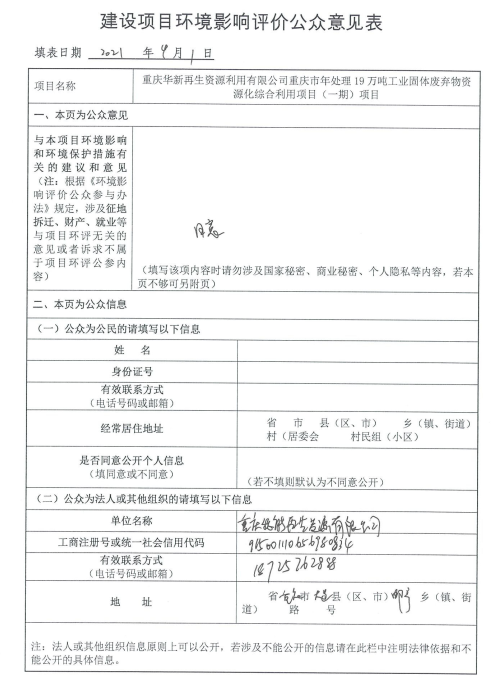 建设项目环境影响评价公众意见表
填表日期 2021 年 9 月 1 日
项目名称
重庆华新再生资源利用有限公司重庆市年处理 19 万吨工业固体废弃物资
源化综合利用项目（一期）项目
一、本页为公众意见
与本项目环境影响
和环境保护措施有
关的建议和意见
（注：根据《环境影
响评价公众参与办
法》规定，涉及征地
拆迁、财产、就业等
与项目环评无关的
意见或者诉求不属
于项目环评公参内
容）
（填写该项内容时请勿涉及国家秘密、商业秘密、个人隐私等内容，若本
页不够可另附页）
二、本页为公众信息
（一）公众为公民的请填写以下信息
姓 名
身份证号
有效联系方式
（电话号码或邮箱）
经常居住地址
省 市 县（区、市） 乡（镇、街道）
村（居委会 村民组（小区）
是否同意公开个人信息
（填同意或不同意）
（若不填则默认为不同意公开）
（二）公众为法人或其他组织的请填写以下信息
单位名称
再生资源有限公司
工商注册号或统一社会信用代码
有效联系方式
（电话号码或邮箱）
地 址
省 市 县（区、市） 乡（镇、街
道） 路 号
注：法人或其他组织信息原则上可以公开，若涉及不能公开的信息请在此栏中注明法律依据和不
能公开的具体信息。